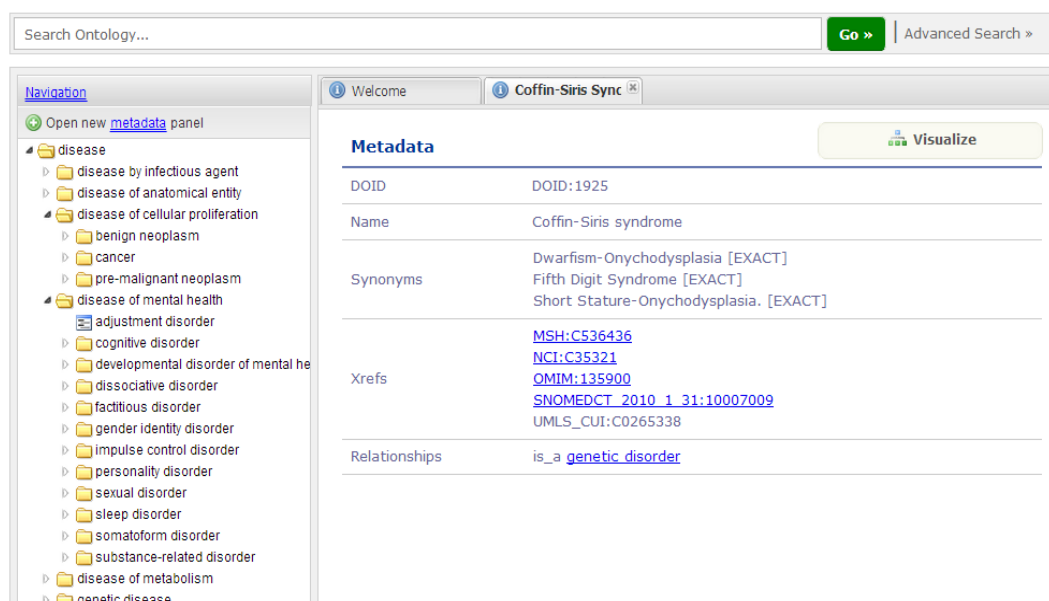 Search Ontology...
Go »
Advanced Search »
Navigation
Open new metadata panel
disease
disease by infectious agent
disease of anatomical entity
disease of cellular proliferation
benign neoplasm
cancer
pre-malignant neoplasm
disease of mental health
adjustment disorder
cognitive disorder
developmental disorder of mental he
dissociative disorder
factitious disorder
gender identity disorder
impulse control disorder
personality disorder
sexual disorder
sleep disorder
somatoform disorder
substance-related disorder
disease of metabolism
genetic disease
Welcome
Coffin-Siris Sync
Metadata
Visualize
DOID DOID:1925
Name Coffin-Siris syndrome
Synonyms
Dwarfism-Onychodysplasia [EXACT]
Fifth Digit Syndrome [EXACT]
Short Stature-Onychodysplasia. [EXACT]
Xrefs
MSH:C536436
NCI:C35321
OMIM:135900
SNOMEDCT_2010_1_31:10007009
UMLS_CUI:C0265338
Relationships is_a genetic disorder